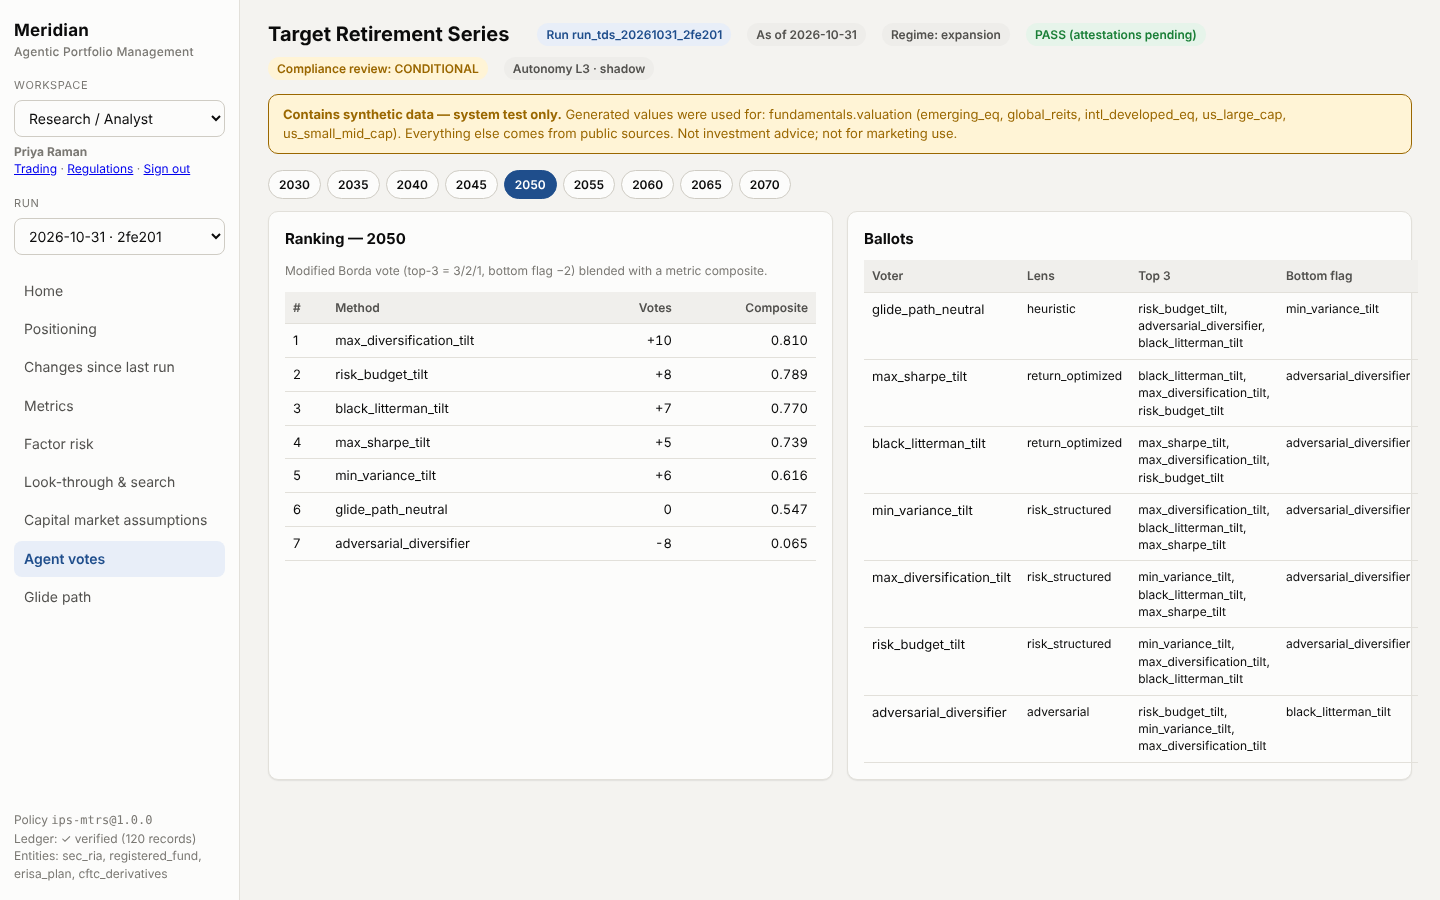 Meridian
Agentic Portfolio Management
WORKSPACE
Research / Analyst
Priya Raman
Trading · Regulations · Sign out
RUN
2026-10-31 · 2fe201
Home
Positioning
Changes since last run
Metrics
Factor risk
Look-through & search
Capital market assumptions
Agent votes
Glide path
Policy ips-mtrs@1.0.0
Ledger: ✓ verified (120 records)
Entities: sec_ria, registered_fund,
erisa_plan, cftc_derivatives
Target Retirement Series
Run run_tds_20261031_2fe201
As of 2026-10-31
Regime: expansion
PASS (attestations pending)
Compliance review: CONDITIONAL
Autonomy L3 · shadow
Contains synthetic data — system test only. Generated values were used for: fundamentals.valuation (emerging_eq, global_reits, intl_developed_eq, us_large_cap,
us_small_mid_cap). Everything else comes from public sources. Not investment advice; not for marketing use.
2030 2035 2040 2045 2050 2055 2060 2065 2070
Ranking — 2050
Modified Borda vote (top-3 = 3/2/1, bottom flag −2) blended with a metric composite.
# Method Votes Composite
1 max_diversification_tilt +10 0.810
2 risk_budget_tilt +8 0.789
3 black_litterman_tilt +7 0.770
4 max_sharpe_tilt +5 0.739
5 min_variance_tilt +6 0.616
6 glide_path_neutral 0 0.547
7 adversarial_diversifier -8 0.065
Ballots
Voter Lens Top 3 Bottom flag
glide_path_neutral heuristic risk_budget_tilt, min_variance_tilt
adversarial_diversifier,
black_litterman_tilt
max_sharpe_tilt return_optimized black_litterman_tilt, adversarial_diversifier
max_diversification_tilt,
risk_budget_tilt
black_litterman_tilt return_optimized max_sharpe_tilt, adversarial_diversifier
max_diversification_tilt,
risk_budget_tilt
min_variance_tilt risk_structured max_diversification_tilt, adversarial_diversifier
black_litterman_tilt,
max_sharpe_tilt
max_diversification_tilt risk_structured min_variance_tilt, adversarial_diversifier
black_litterman_tilt,
max_sharpe_tilt
risk_budget_tilt risk_structured min_variance_tilt, adversarial_diversifier
max_diversification_tilt,
black_litterman_tilt
adversarial_diversifier adversarial risk_budget_tilt, black_litterman_tilt
min_variance_tilt,
max_diversification_tilt